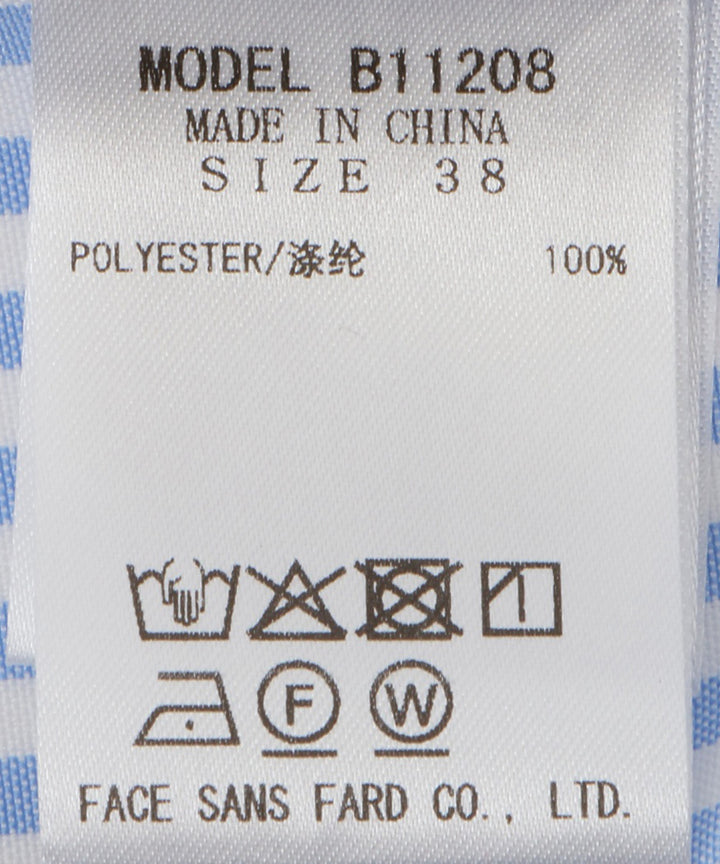 MODEL B11208
MADE IN CHINA
SIZE 38
POLYESTER/涤纶 100%
F W
FACE SANS FARD CO., LTD.